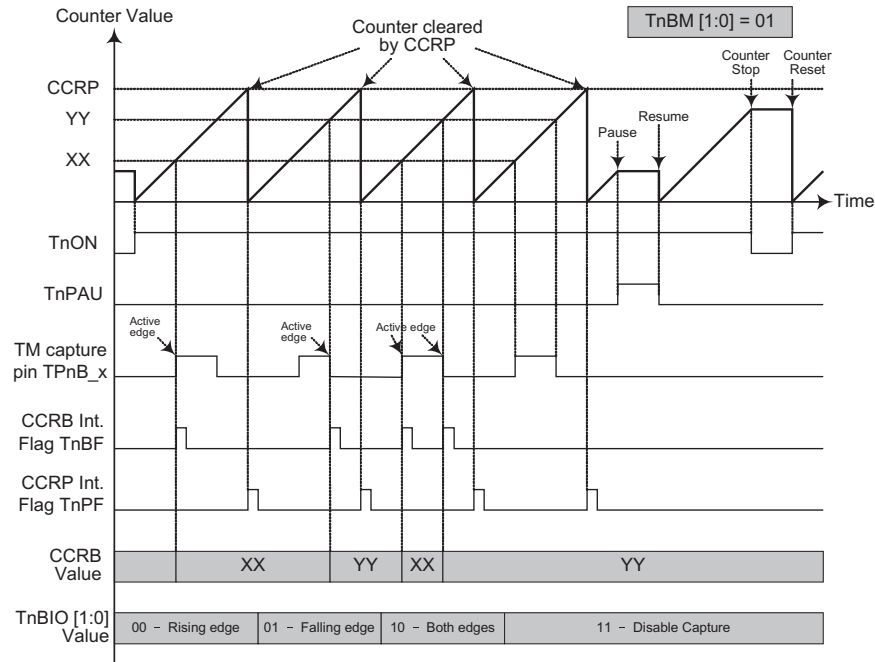 Counter Value
Counter cleared
by CCRP
TnBM [1:0] = 01
Counter
Stop
Counter
Reset
CCRP
YY
XX
Pause
Resume
Time
TnON
TnPAU
Active
edge
Active
edge
Active edge
TM capture
pin TPnB_x
CCRB Int.
Flag TnBF
CCRP Int.
Flag TnPF
CCRB
Value
XX
YY
XX
YY
TnBIO [1:0]
Value
00 – Rising edge
01 – Falling edge
10 – Both edges
11 – Disable Capture